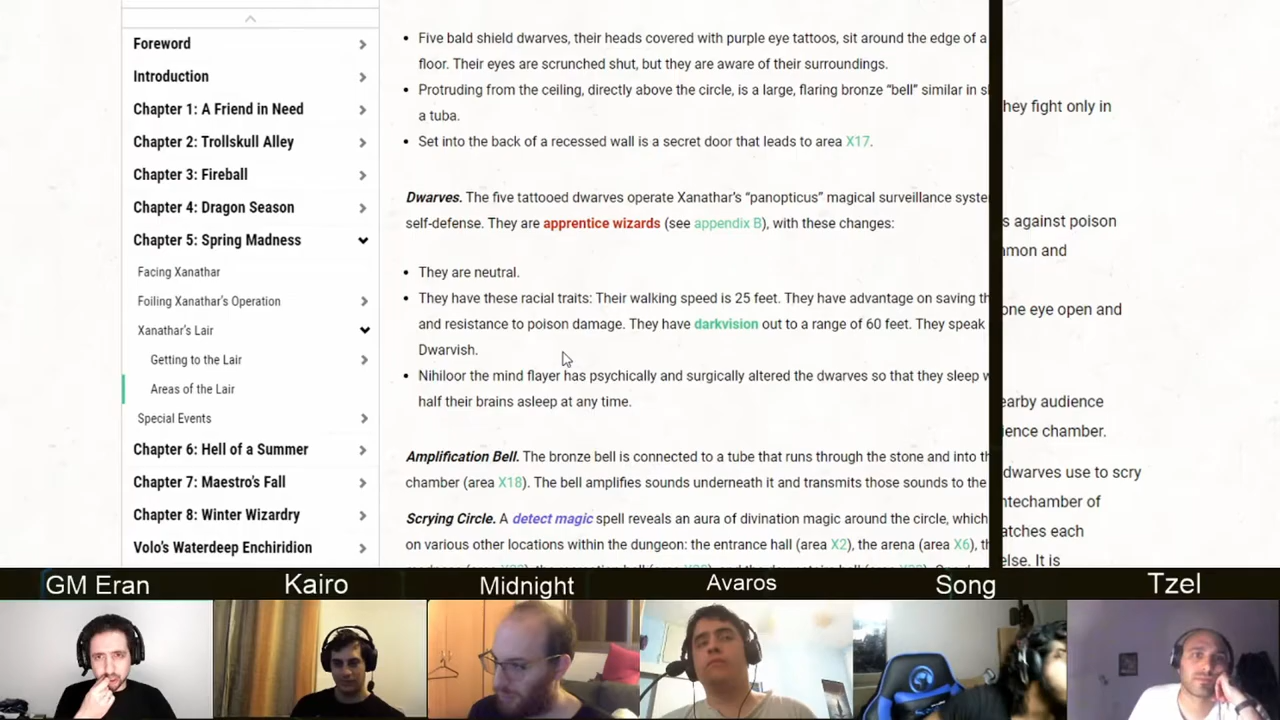 Foreword
Introduction
Chapter 1: A Friend in Need
Chapter 2: Trollskull Alley
Chapter 3: Fireball
Chapter 4: Dragon Season
Chapter 5: Spring Madness
Facing Xanathar
Foiling Xanathar's Operation
Xanathar's Lair
Getting to the Lair
Areas of the Lair
Special Events
Chapter 6: Hell of a Summer
Chapter 7: Maestro's Fall
Chapter 8: Winter Wizardry
Volo's Waterdeep Enchiridion
• Five bald shield dwarves, their heads covered with purple eye tattoos, sit around the edge of a
floor. Their eyes are scrunched shut, but they are aware of their surroundings.
• Protruding from the ceiling, directly above the circle, is a large, flaring bronze “bell” similar in
a tuba.
• Set into the back of a recessed wall is a secret door that leads to area X17.
Dwarves. The five tattooed dwarves operate Xanathar's “panopticus” magical surveillance syste
self-defense. They are apprentice wizards (see appendix B), with these changes:
• They are neutral.
• They have these racial traits: Their walking speed is 25 feet. They have advantage on saving th
and resistance to poison damage. They have darkvision out to a range of 60 feet. They speak
Dwarvish.
• Nihiloor the mind flayer has psychically and surgically altered the dwarves so that they sleep w
half their brains asleep at any time.
Amplification Bell. The bronze bell is connected to a tube that runs through the stone and into th
chamber (area X18). The bell amplifies sounds underneath it and transmits those sounds to the
Scrying Circle. A detect magic spell reveals an aura of divination magic around the circle, which
on various other locations within the dungeon: the entrance hall (area X2), the arena (area X6), th
hey fight only in
s against poison
mmon and
one eye open and
earby audience
ience chamber.
dwarves use to scry
ntechamber of
atches each
else. It is
GM Eran
Kairo
Midnight
Avaros
Song
Tzel